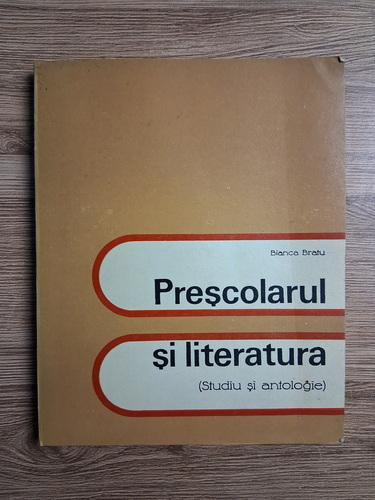 Bianca Bratu
Preşcolarul
şi literatura
(Studiu şi antologie)